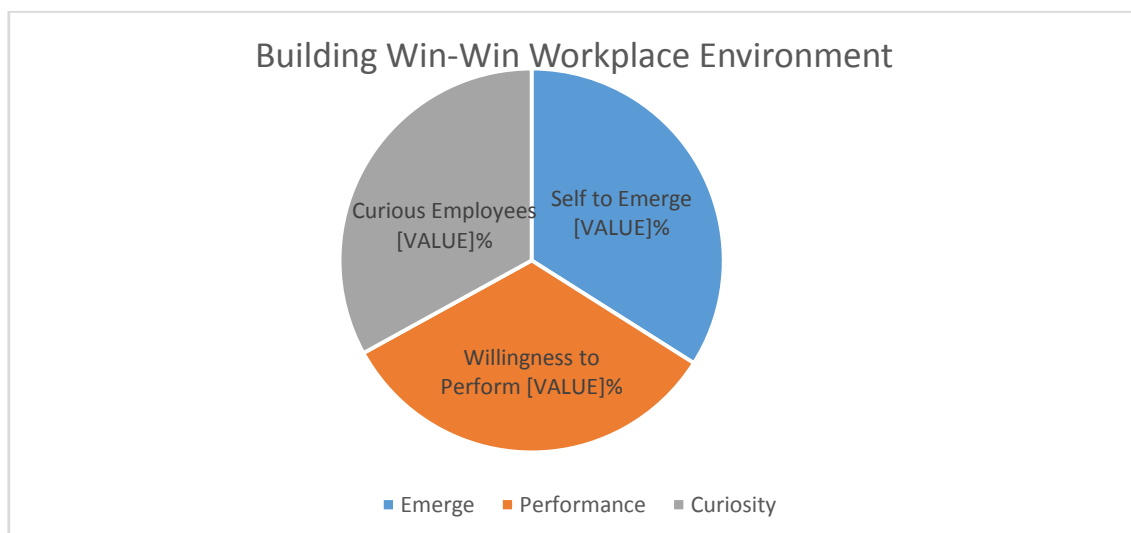 Building Win-Win Workplace Environment
Self to Emerge
[VALUE]%
Curious Employees
[VALUE]%
Willingness to
Perform [VALUE]%
Emerge Performance Curiosity